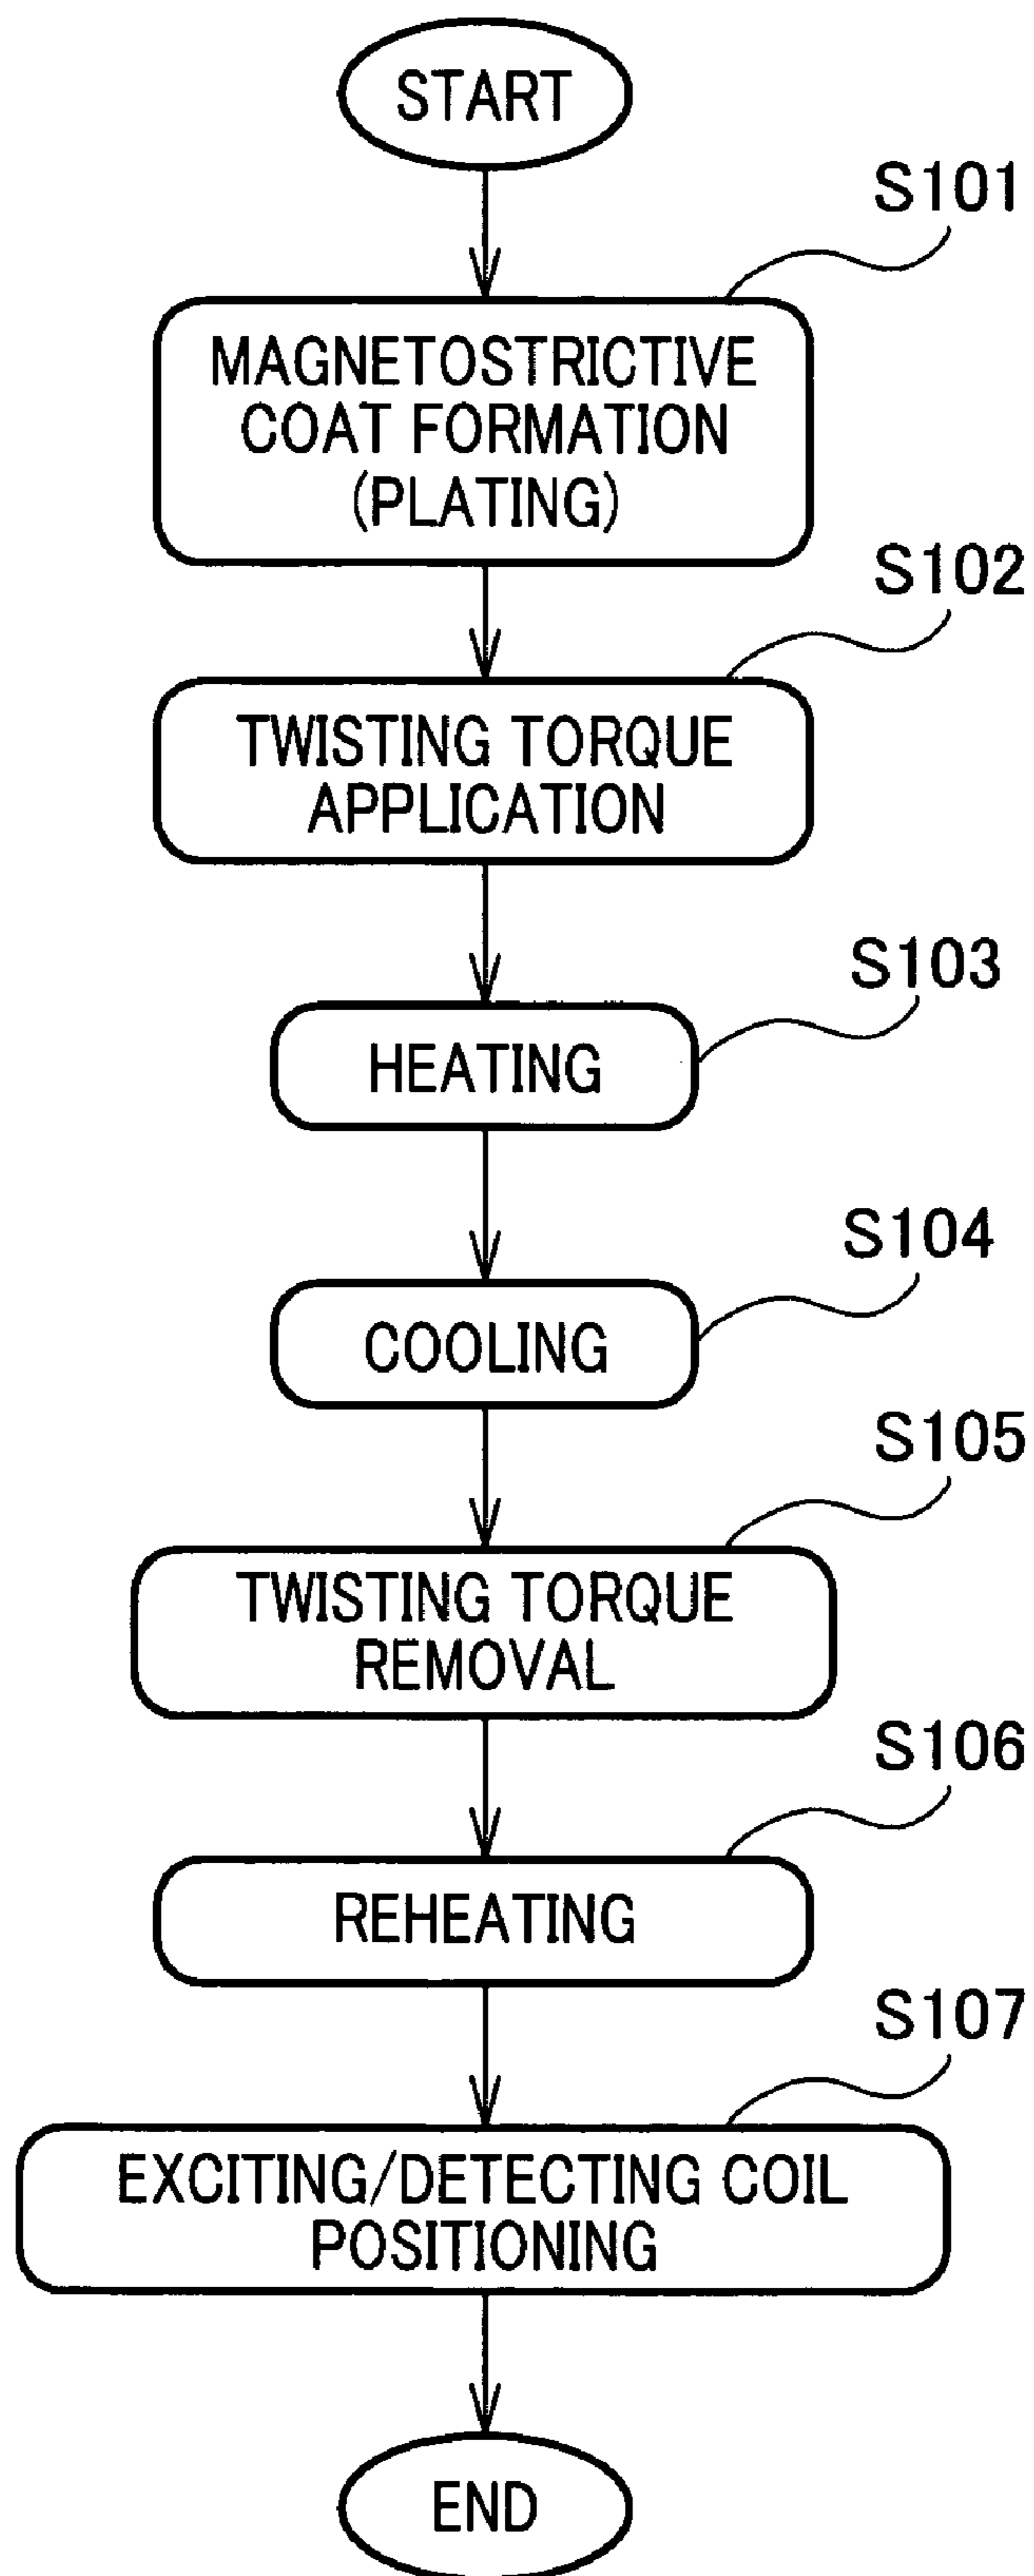 START
S101
MAGNETOSTRICTIVE
COAT FORMATION
(PLATING)
S102
TWISTING TORQUE
APPLICATION
S103
HEATING
S104
COOLING
S105
TWISTING TORQUE
REMOVAL
S106
REHEATING
S107
EXCITING/DETECTING COIL
POSITIONING
END